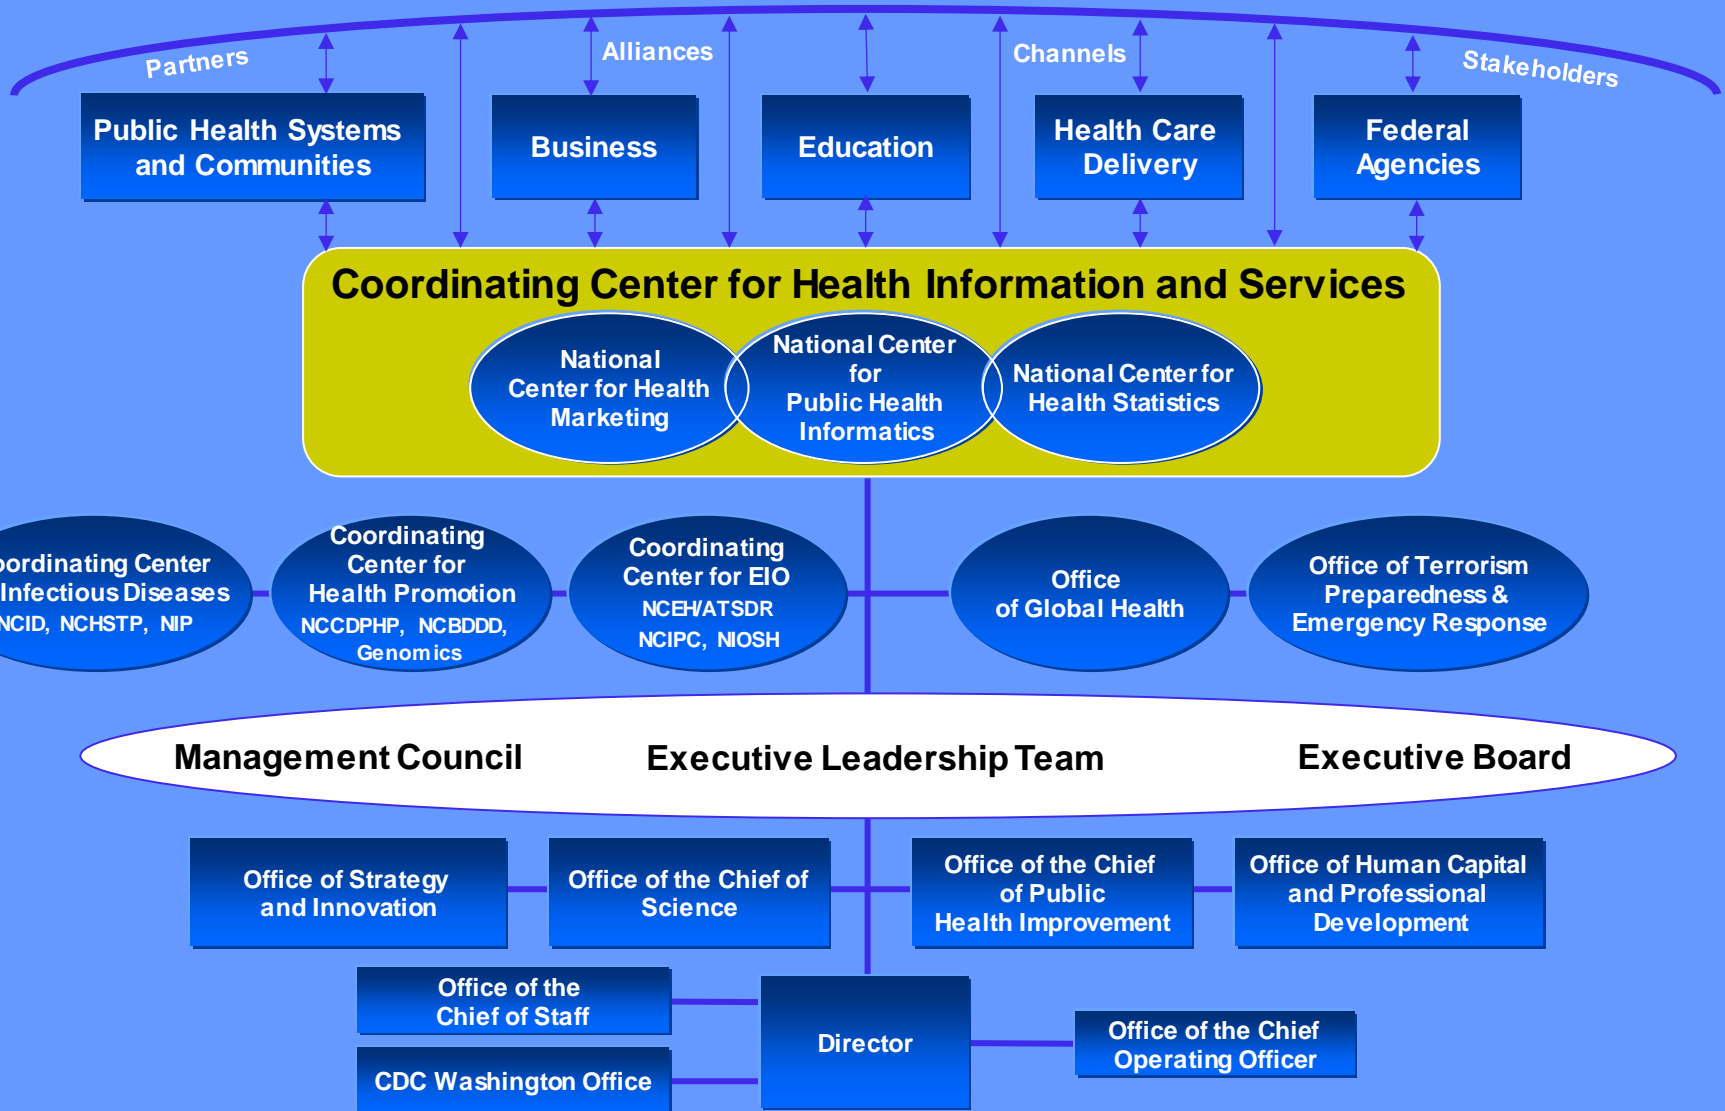 Partners
Alliances
Channels
Stakeholders
Public Health Systems
and Communities
Business
Education
Health Care
Delivery
Federal
Agencies
Coordinating Center for Health Information and Services
National
Center for Health
Marketing
National Center
for
Public Health
Informatics
National Center for
Health Statistics
oordinating Center
Infectious Diseases
NCID, NCHSTP, NIP
Coordinating
Center for
Health Promotion
NCCDPHP, NCBDDD,
Genomics
Coordinating
Center for EIO
NCEH/ATSDR
NCIPC, NIOSH
Office
of Global Health
Office of Terrorism
Preparedness &
Emergency Response
Management Council
Executive Leadership Team
Executive Board
Office of Strategy
and Innovation
Office of the Chief of
Science
Office of the Chief
of Public
Health Improvement
Office of Human Capital
and Professional
Development
Office of the
Chief of Staff
CDC Washington Office
Director
Office of the Chief
Operating Officer